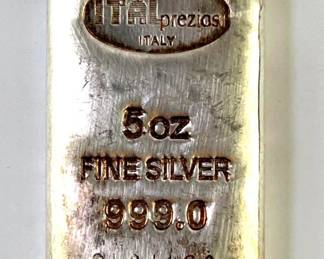 ITALpreziosi
ITALY
5oz
FINE SILVER
999.0